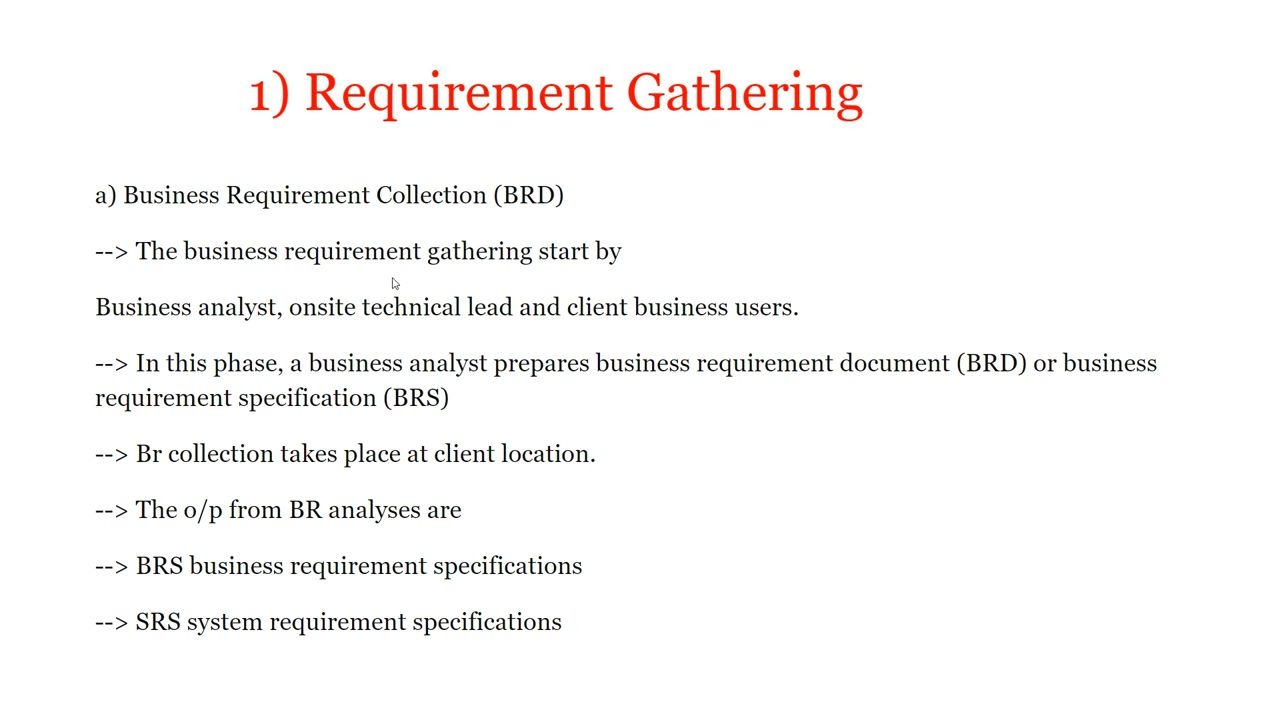 1) Requirement Gathering
a) Business Requirement Collection (BRD)
--> The business requirement gathering start by
Business analyst, onsite technical lead and client business users.
--> In this phase, a business analyst prepares business requirement document (BRD) or business
requirement specification (BRS)
--> Br collection takes place at client location.
--> The o/p from BR analyses are
--> BRS business requirement specifications
--> SRS system requirement specifications